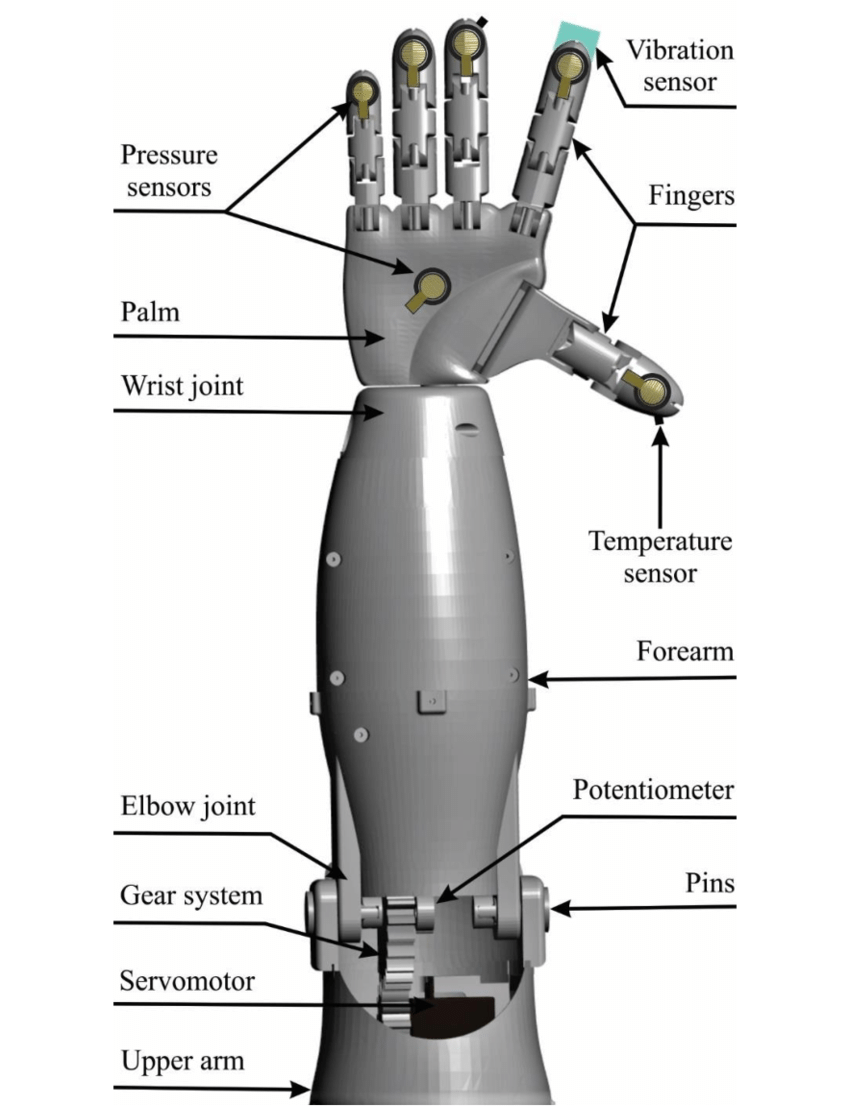 Vibration
sensor
Pressure
sensors
Fingers
Palm
Wrist joint
Temperature
sensor
Forearm
Potentiometer
Elbow joint
Pins
Gear system
Servomotor
Upper arm